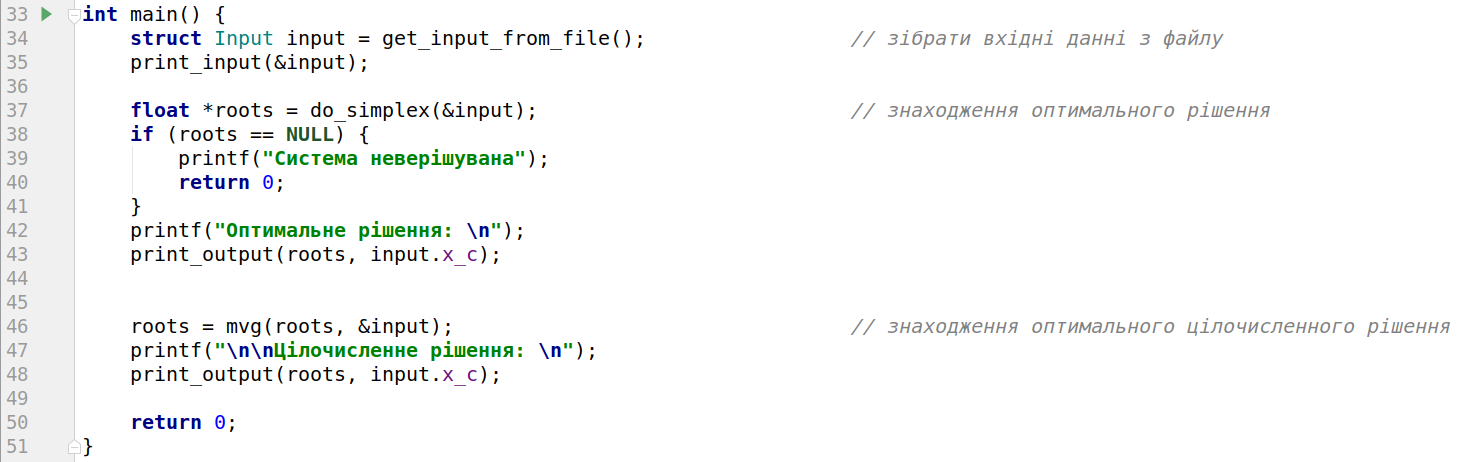 33 int main() {
34 struct Input input = get_input_from_file(); // зібрати вхідні данні з файлу
35 print_input(&input);
36
37 float *roots = do_simplex(&input); // знаходження оптимального рішення
38 if (roots == NULL) {
39 printf("Система неверішувана");
40 return 0;
41 }
42 printf("Оптимальне рішення: \n");
43 print_output(roots, input.x_c);
44
45
46 roots = mvg(roots, &input); // знаходження оптимального цілочисленного рішення
47 printf("\n\nЦілочисленне рішення: \n");
48 print_output(roots, input.x_c);
49
50 return 0;
51 }